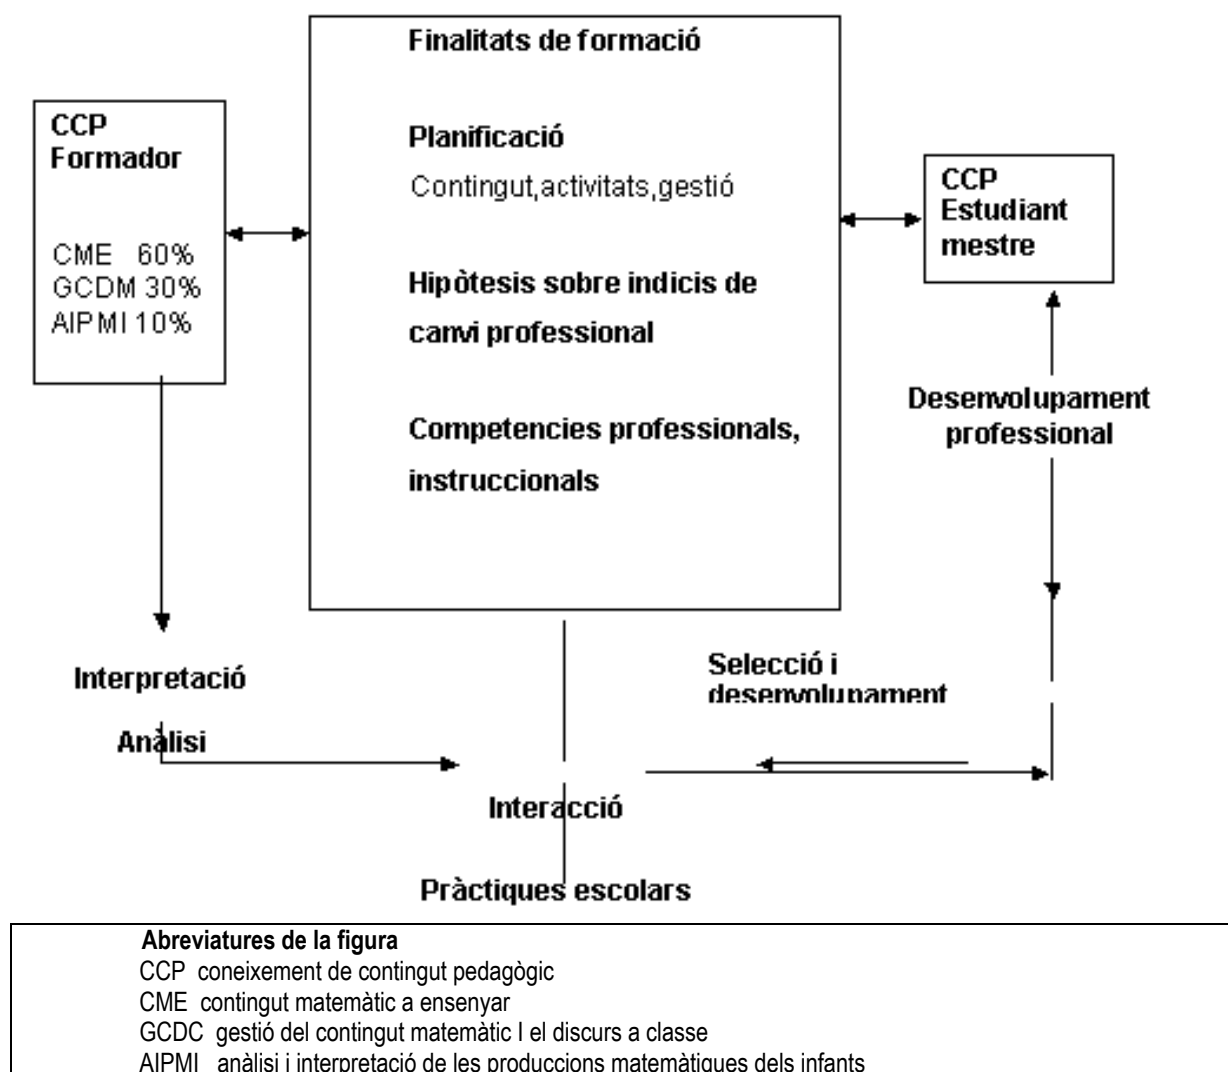 Finalitats de formació
CCP
Formador
CME 60%
GCDM 30%
AIPMI 10%
Planificació
Contingut,activitats,gestió
Hipòtesis sobre indicis de
canvi professional
Competencies professionals,
instruccionals
CCP
Estudiant
mestre
Desenvolupament
professional
Interpretació
Anàlisi
Selecció i
desenvolupament
Interacció
Pràctiques escolars
Abreviatures de la figura
CCP coneixement de contingut pedagògic
CME contingut matemàtic a ensenyar
GCDC gestió del contingut matemàtic I el discurs a classe
AIPMI anàlisi i interpretació de les produccions matemàtiques dels infants